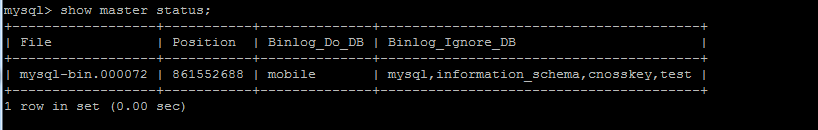 mysql> show master status;
+------------------+-----------+--------------+------------------------------------------+
| File             | Position  | Binlog_Do_DB | Binlog_Ignore_DB                         |
+------------------+-----------+--------------+------------------------------------------+
| mysql-bin.000072 | 861552688 | mobile       | mysql,information_schema,cnosskey,test |
+------------------+-----------+--------------+------------------------------------------+
1 row in set (0.00 sec)